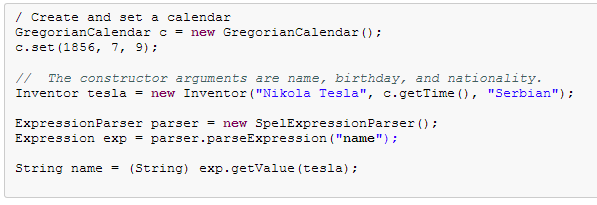 / Create and set a calendar
GregorianCalendar c = new GregorianCalendar();
c.set(1856, 7, 9);
//  The constructor arguments are name, birthday, and nationality.
Inventor tesla = new Inventor("Nikola Tesla", c.getTime(), "Serbian");
ExpressionParser parser = new SpelExpressionParser();
Expression exp = parser.parseExpression("name");
String name = (String) exp.getValue(tesla);